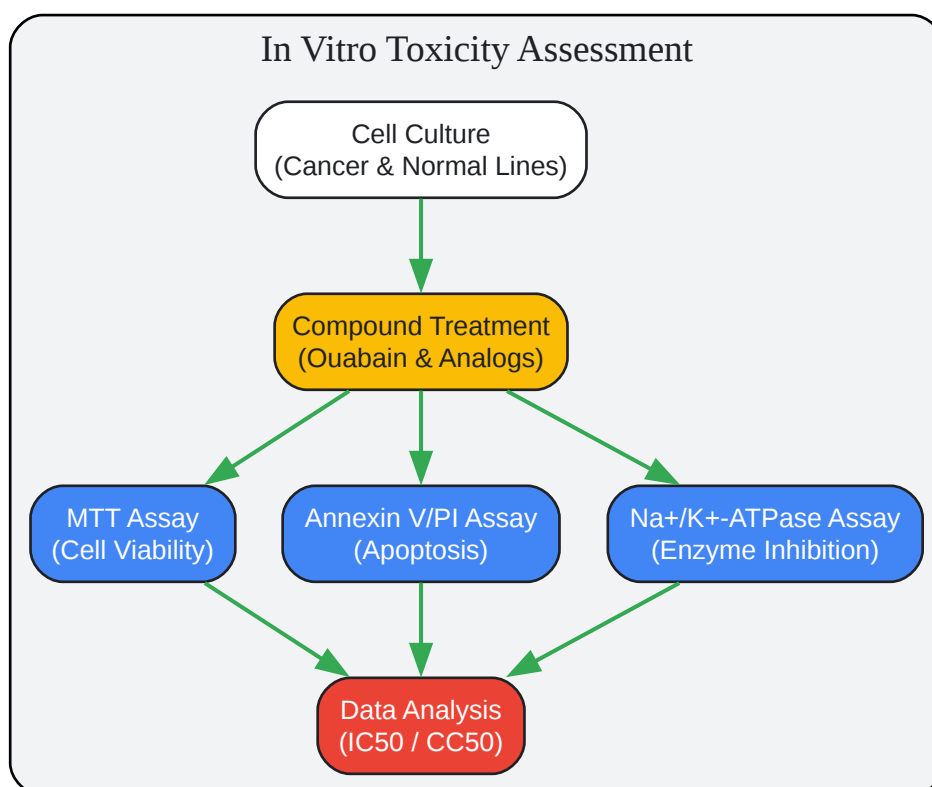 In Vitro Toxicity Assessment
Cell Culture
(Cancer & Normal Lines)
Compound Treatment
(Ouabain & Analogs)
MTT Assay
(Cell Viability)
Annexin V/PI Assay
(Apoptosis)
Na+/K+-ATPase Assay
(Enzyme Inhibition)
Data Analysis
(IC50 / CC50)